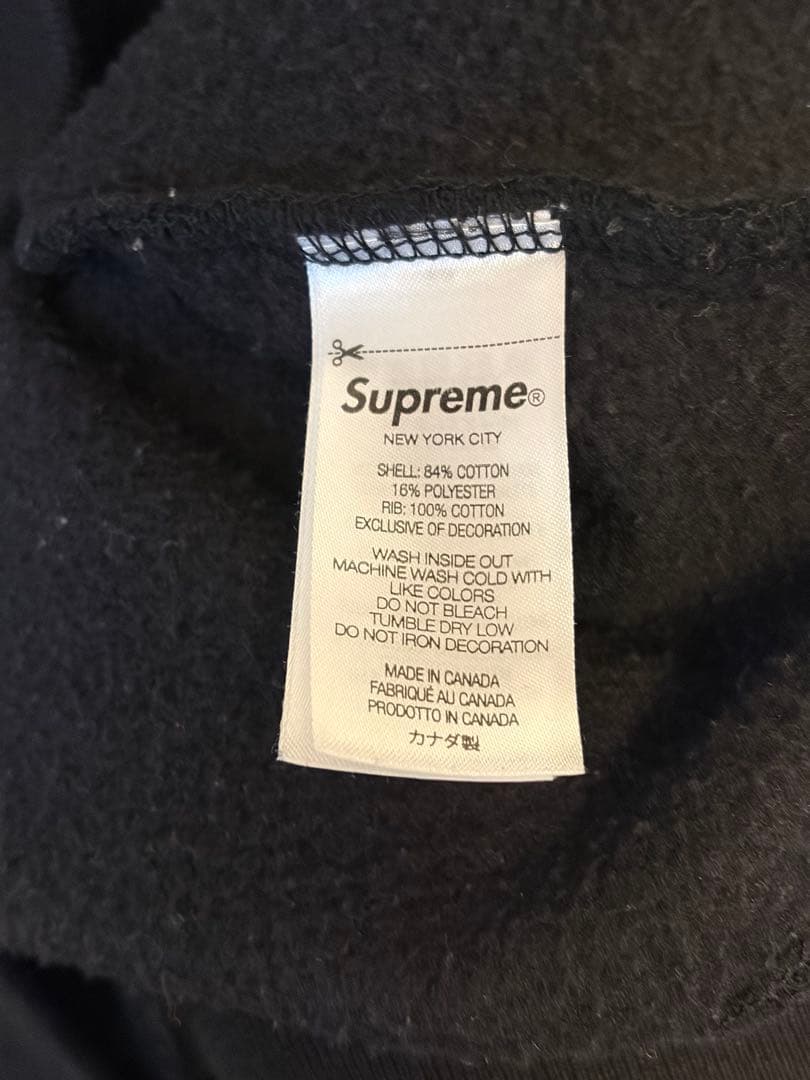 Supreme®
NEW YORK CITY
SHELL: 84% COTTON
16% POLYESTER
RIB: 100% COTTON
EXCLUSIVE OF DECORATION
WASH INSIDE OUT
MACHINE WASH COLD WITH
LIKE COLORS
DO NOT BLEACH
TUMBLE DRY LOW
DO NOT IRON DECORATION
MADE IN CANADA
FABRIQUÉ AU CANADA
PRODOTTO IN CANADA
カナダ製